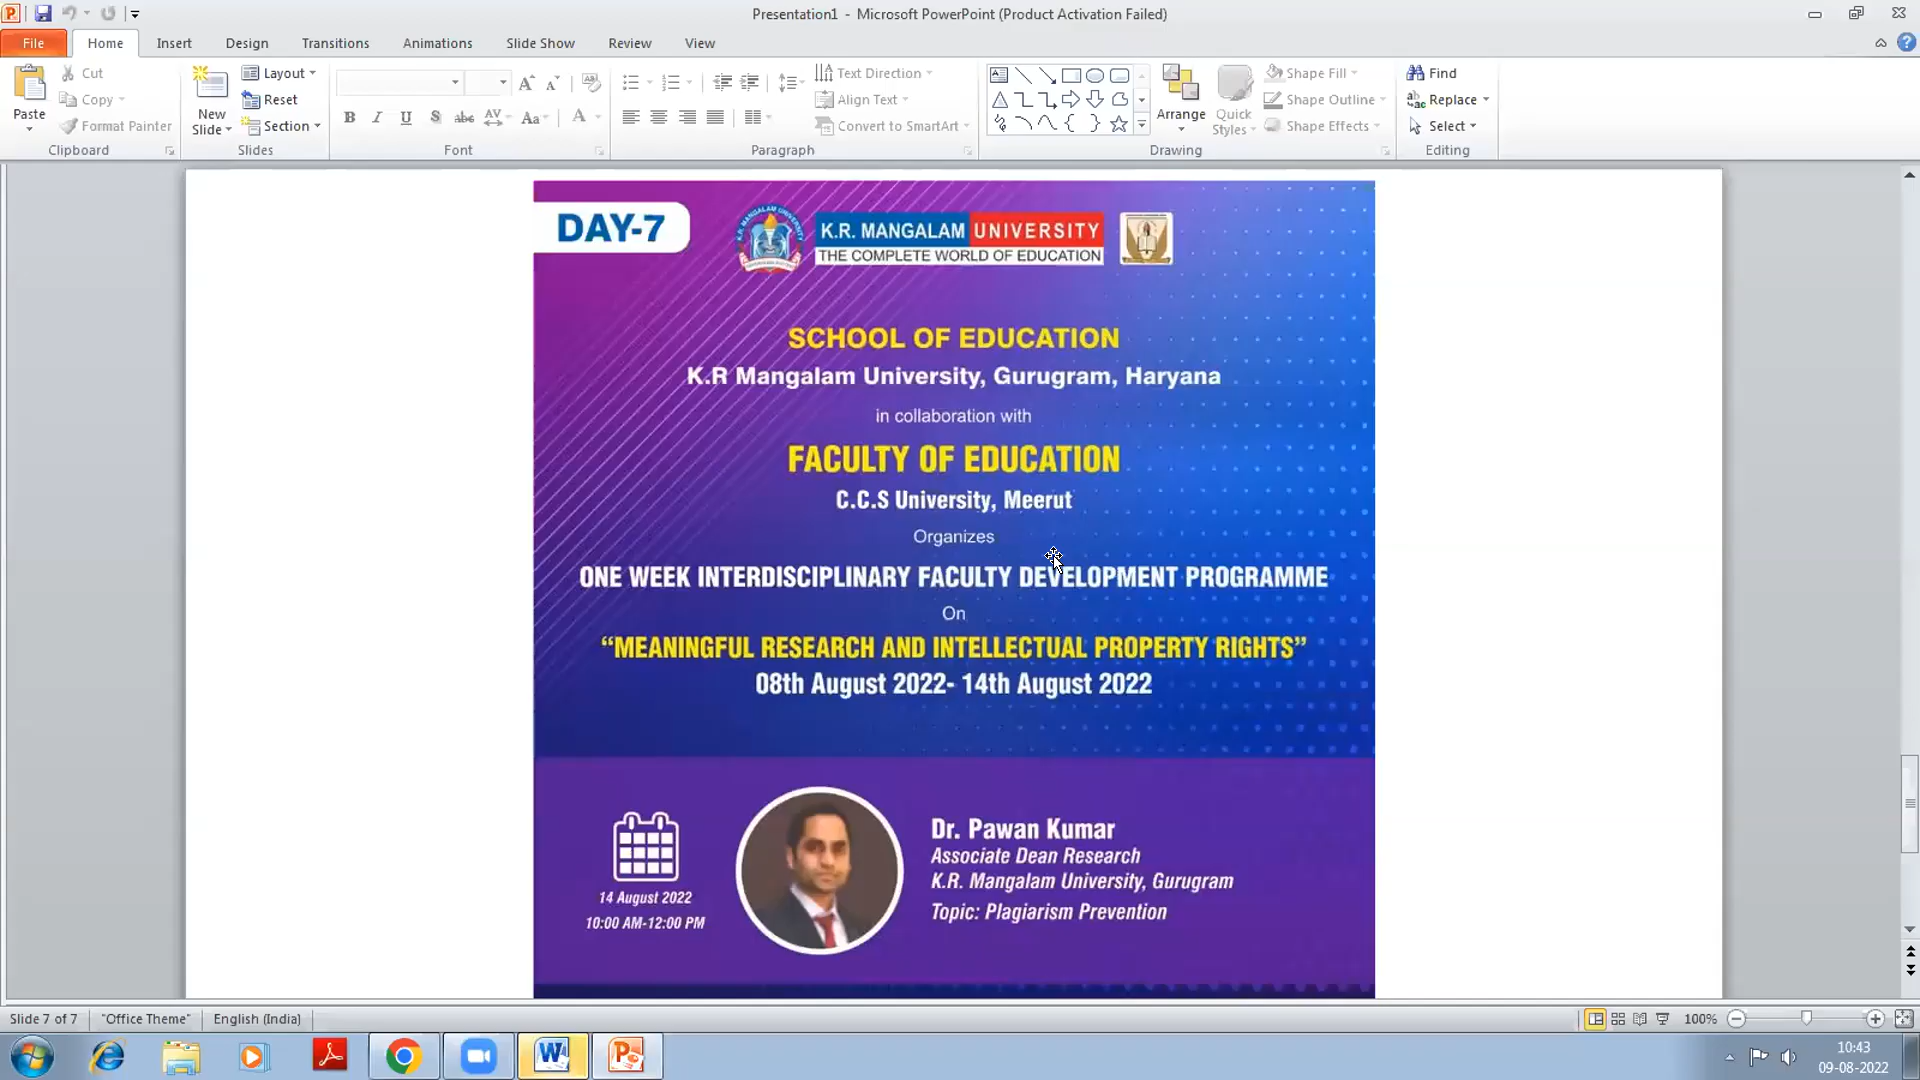 Presentation1 - Microsoft PowerPoint (Product Activation Failed)
File Home Insert Design Transitions Animations Slide Show Review View
Paste
Cut
Copy
Format Painter
Clipboard
New
Slide
Layout
Reset
Section
Slides
B I U S abc AV Aa A
Font
Text Direction
Align Text
Convert to SmartArt
Paragraph
Arrange
Quick
Styles
Shape Fill
Shape Outline
Shape Effects
Drawing
Find
Replace
Select
Editing
DAY-7
K.R. MANGALAM UNIVERSITY
THE COMPLETE WORLD OF EDUCATION
SCHOOL OF EDUCATION
K.R Mangalam University, Gurugram, Haryana
in collaboration with
FACULTY OF EDUCATION
C.C.S University, Meerut
Organizes
ONE WEEK INTERDISCIPLINARY FACULTY DEVELOPMENT PROGRAMME
On
“MEANINGFUL RESEARCH AND INTELLECTUAL PROPERTY RIGHTS”
08th August 2022- 14th August 2022
14 August 2022
10:00 AM-12:00 PM
Dr. Pawan Kumar
Associate Dean Research
K.R. Mangalam University, Gurugram
Topic: Plagiarism Prevention
Slide 7 of 7 "Office Theme" English (India) 100%
10:43
09-08-2022